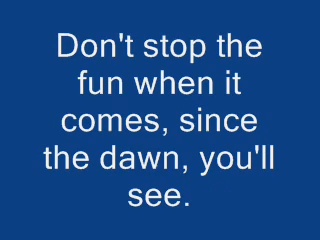 Don't stop the
fun when it
comes, since
the dawn, you'll
see.